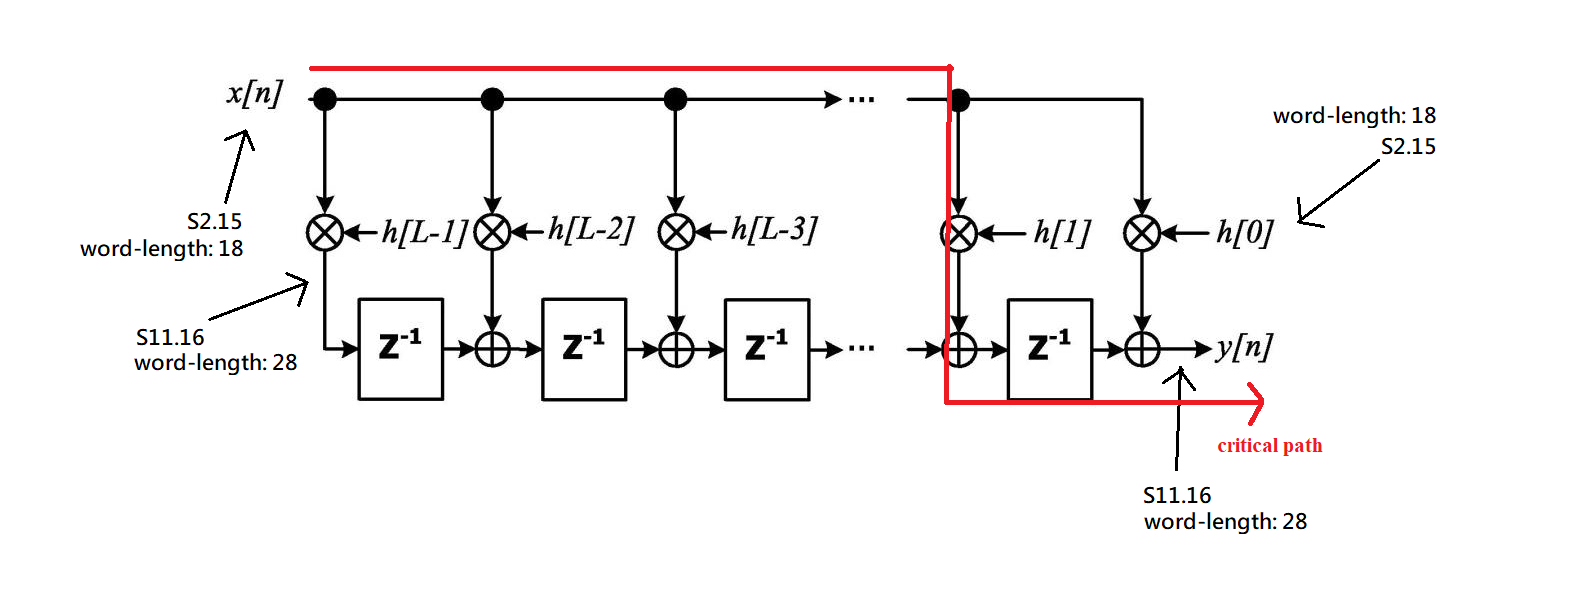 x[n]
word-length: 18
S2.15
S2.15
word-length: 18
h[L-1]
h[L-2]
h[L-3]
h[1]
h[0]
...
...
S11.16
word-length: 28
z-1
z-1
z-1
z-1
y[n]
critical path
S11.16
word-length: 28